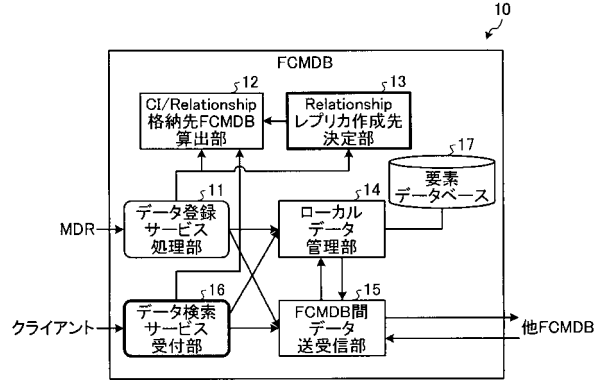 10
FCMDB
12
CI/Relationship
格納先FCMDB
算出部
13
Relationship
レプリカ作成先
決定部
17
要素
データベース
11
データ登録
サービス
処理部
MDR
14
ローカル
データ
管理部
16
データ検索
サービス
受付部
クライアント
15
FCMDB間
データ
送受信部
他FCMDB